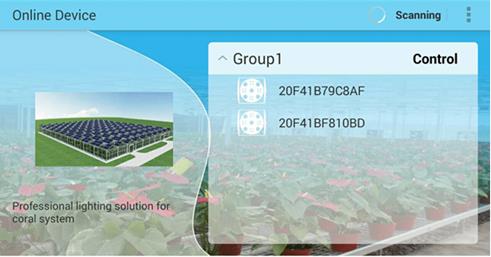 Online Device
Scanning
Group1
Control
20F41B79C8AF
20F41BF810BD
Professional lighting solution for
coral system